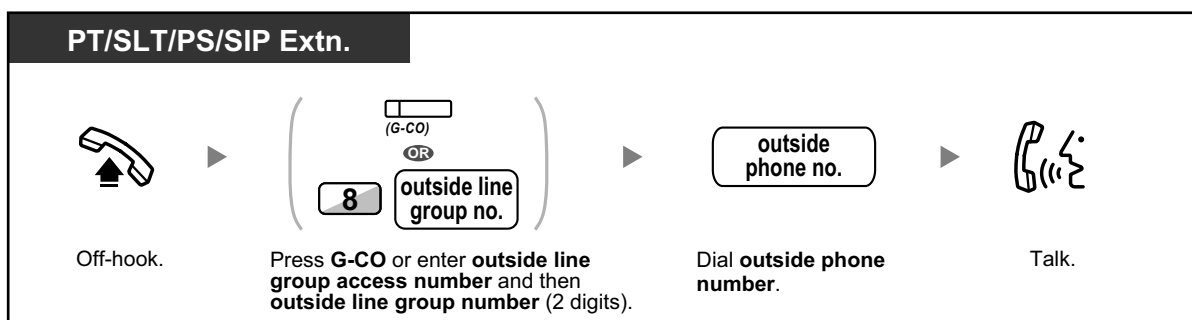 PT/SLT/PS/SIP Extn.
(G-CO)
OR
8
outside line
group no.
outside
phone no.
Off-hook.
Press G-CO or enter outside line
group access number and then
outside line group number (2 digits).
Dial outside phone
number.
Talk.